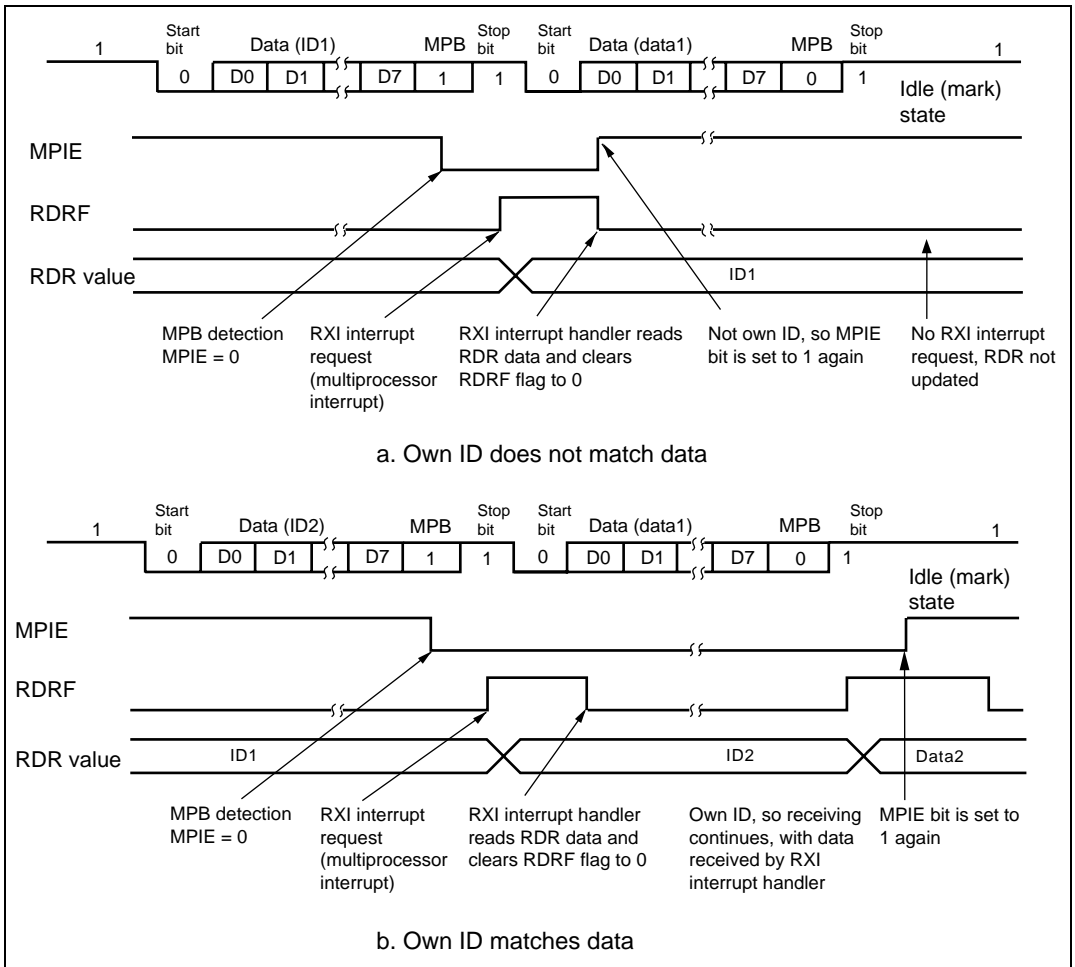 Start bit Data (ID1) MPB Stop bit Start bit Data (data1) MPB Stop bit
1 0 D0 D1 D7 1 1 0 D0 D1 D7 0 1 1
Idle (mark) state
MPIE
RDRF
RDR value
ID1
MPB detection
MPIE = 0
RXI interrupt
request
(multiprocessor
interrupt)
RXI interrupt handler reads
RDR data and clears
RDRF flag to 0
Not own ID, so MPIE
bit is set to 1 again
No RXI interrupt
request, RDR not
updated
a. Own ID does not match data
Start bit Data (ID2) MPB Stop bit Start bit Data (data1) MPB Stop bit
1 0 D0 D1 D7 1 1 0 D0 D1 D7 0 1 1
Idle (mark) state
MPIE
RDRF
RDR value
ID1 ID2 Data2
MPB detection
MPIE = 0
RXI interrupt
request
(multiprocessor
interrupt)
RXI interrupt handler
reads RDR data and
clears RDRF flag to 0
Own ID, so receiving
continues, with data
received by RXI
interrupt handler
MPIE bit is set to
1 again
b. Own ID matches data